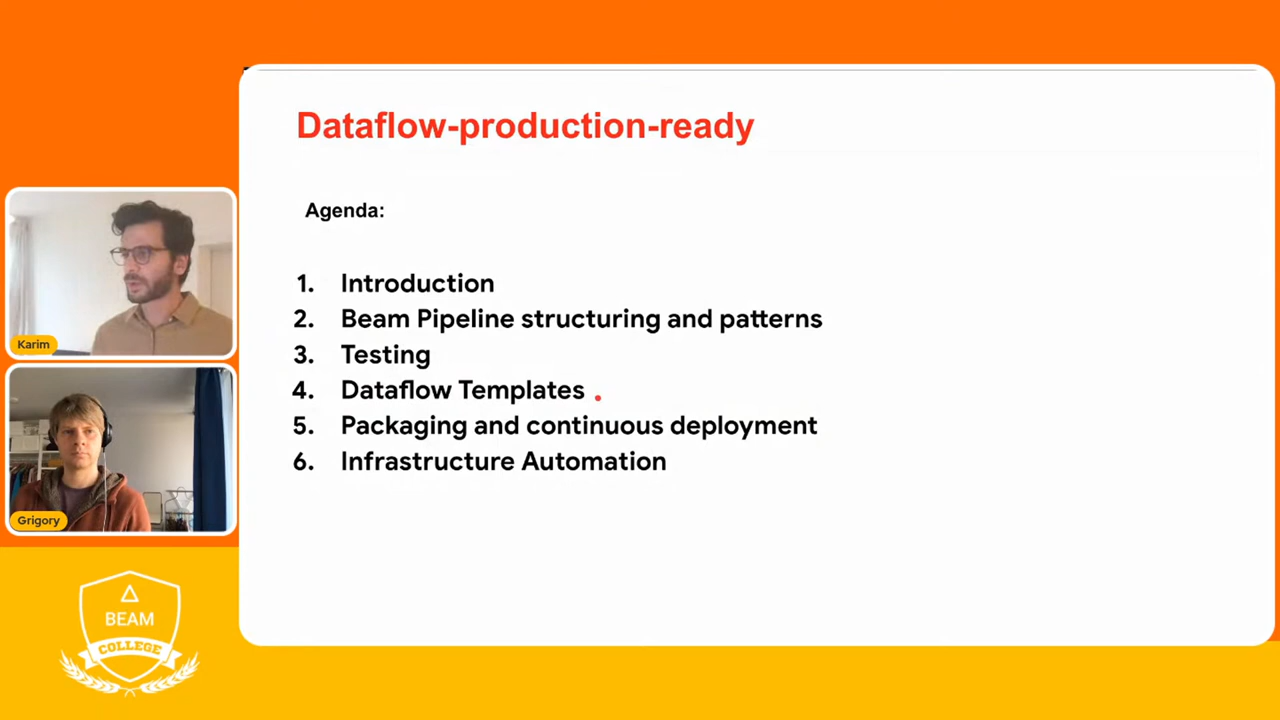 Dataflow-production-ready
Agenda:
1. Introduction
2. Beam Pipeline structuring and patterns
3. Testing
4. Dataflow Templates
5. Packaging and continuous deployment
6. Infrastructure Automation
Karim
Grigory
BEAM
COLLEGE